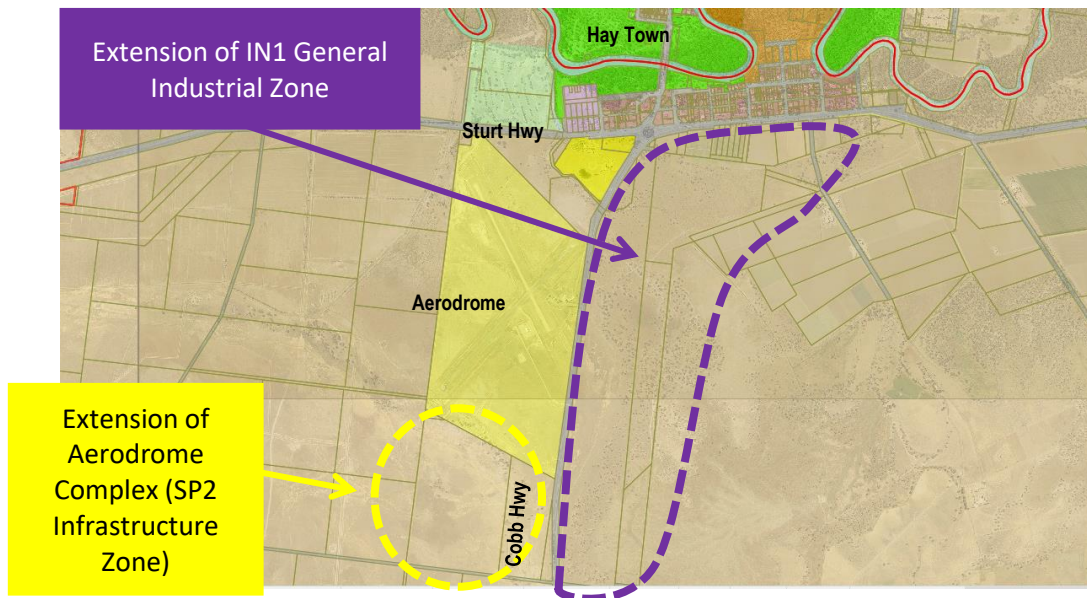 Extension of IN1 General
Industrial Zone
Hay Town
Sturt Hwy
Aerodrome
Extension of
Aerodrome
Complex (SP2
Infrastructure
Zone)
Cobb Hwy